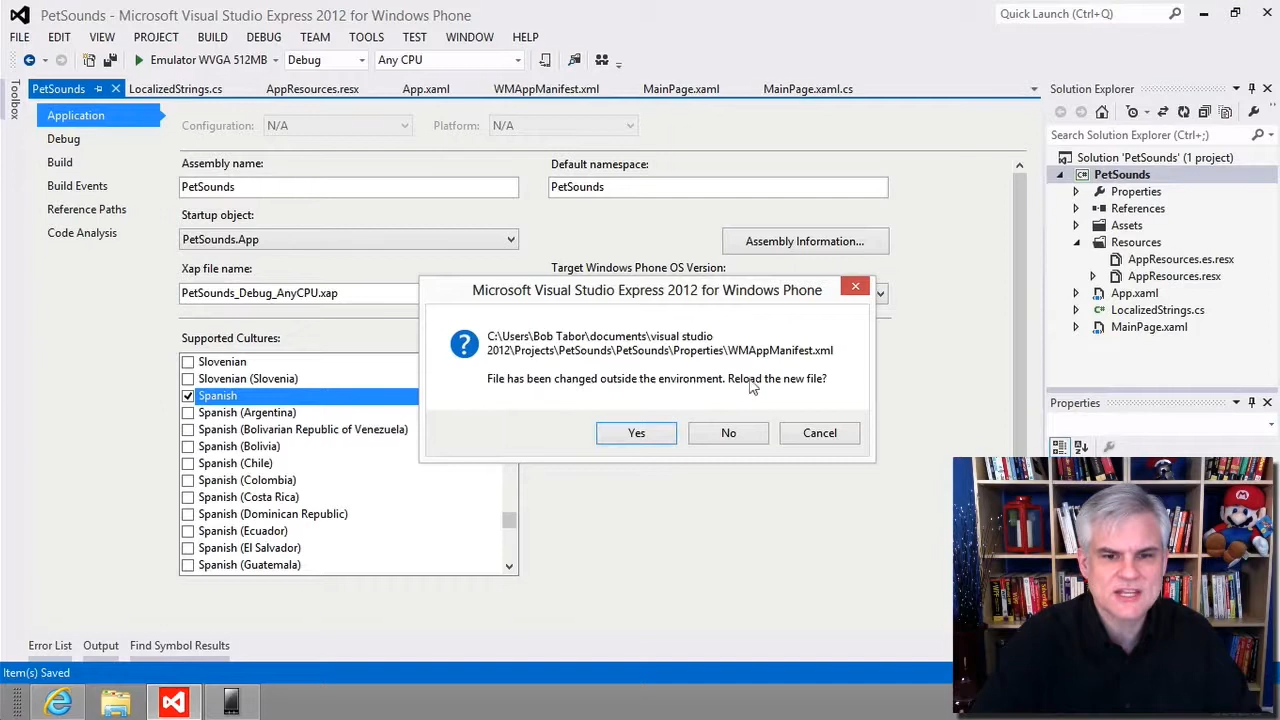 PetSounds - Microsoft Visual Studio Express 2012 for Windows Phone
Quick Launch (Ctrl+Q)
FILE EDIT VIEW PROJECT BUILD DEBUG TEAM TOOLS TEST WINDOW HELP
Emulator WVGA 512MB Debug Any CPU
Toolbox
PetSounds LocalizedStrings.cs AppResources.resx App.xaml WMAppManifest.xml MainPage.xaml MainPage.xaml.cs
Application
Debug
Build
Build Events
Reference Paths
Code Analysis
Configuration: N/A Platform: N/A
Assembly name: Default namespace:
PetSounds PetSounds
Startup object:
PetSounds.App Assembly Information...
Xap file name: Target Windows Phone OS Version:
PetSounds_Debug_AnyCPU.xap
Supported Cultures:
Slovenian
Slovenian (Slovenia)
Spanish
Spanish (Argentina)
Spanish (Bolivarian Republic of Venezuela)
Spanish (Bolivia)
Spanish (Chile)
Spanish (Colombia)
Spanish (Costa Rica)
Spanish (Dominican Republic)
Spanish (Ecuador)
Spanish (El Salvador)
Spanish (Guatemala)
Microsoft Visual Studio Express 2012 for Windows Phone
C:\Users\Bob Tabor\documents\visual studio
2012\Projects\PetSounds\PetSounds\Properties\WMAppManifest.xml
File has been changed outside the environment. Reload the new file?
Yes No Cancel
Solution Explorer
Search Solution Explorer (Ctrl+;)
Solution 'PetSounds' (1 project)
PetSounds
Properties
References
Assets
Resources
AppResources.es.resx
AppResources.resx
App.xaml
LocalizedStrings.cs
MainPage.xaml
Properties
Error List Output Find Symbol Results
Item(s) Saved